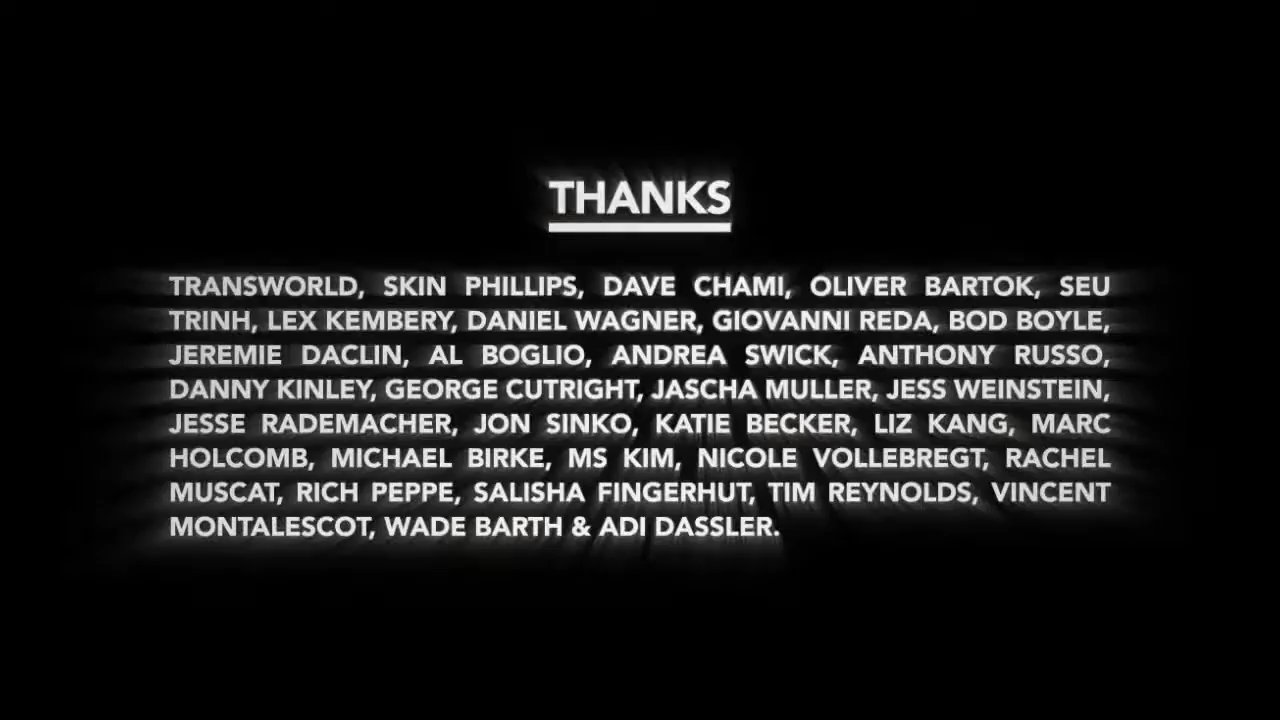 THANKS
TRANSWORLD, SKIN PHILLIPS, DAVE CHAMI, OLIVER BARTOK, SEU
TRINH, LEX KEMBERY, DANIEL WAGNER, GIOVANNI REDA, BOD BOYLE,
JEREMIE DACLIN, AL BOGLIO, ANDREA SWICK, ANTHONY RUSSO,
DANNY KINLEY, GEORGE CUTRIGHT, JASCHA MULLER, JESS WEINSTEIN,
JESSE RADEMACHER, JON SINKO, KATIE BECKER, LIZ KANG, MARC
HOLCOMB, MICHAEL BIRKE, MS KIM, NICOLE VOLLEBREGT, RACHEL
MUSCAT, RICH PEPPE, SALISHA FINGERHUT, TIM REYNOLDS, VINCENT
MONTALESCOT, WADE BARTH & ADI DASSLER.